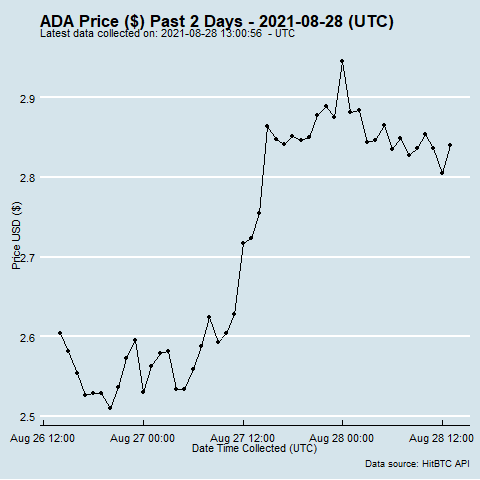 ADA Price ($) Past 2 Days - 2021-08-28 (UTC)
Latest data collected on: 2021-08-28 13:00:56 - UTC
Price USD ($)
2.9
2.8
2.7
2.6
2.5
Aug 26 12:00
Aug 27 00:00
Aug 27 12:00
Aug 28 00:00
Aug 28 12:00
Date Time Collected (UTC)
Data source: HitBTC API